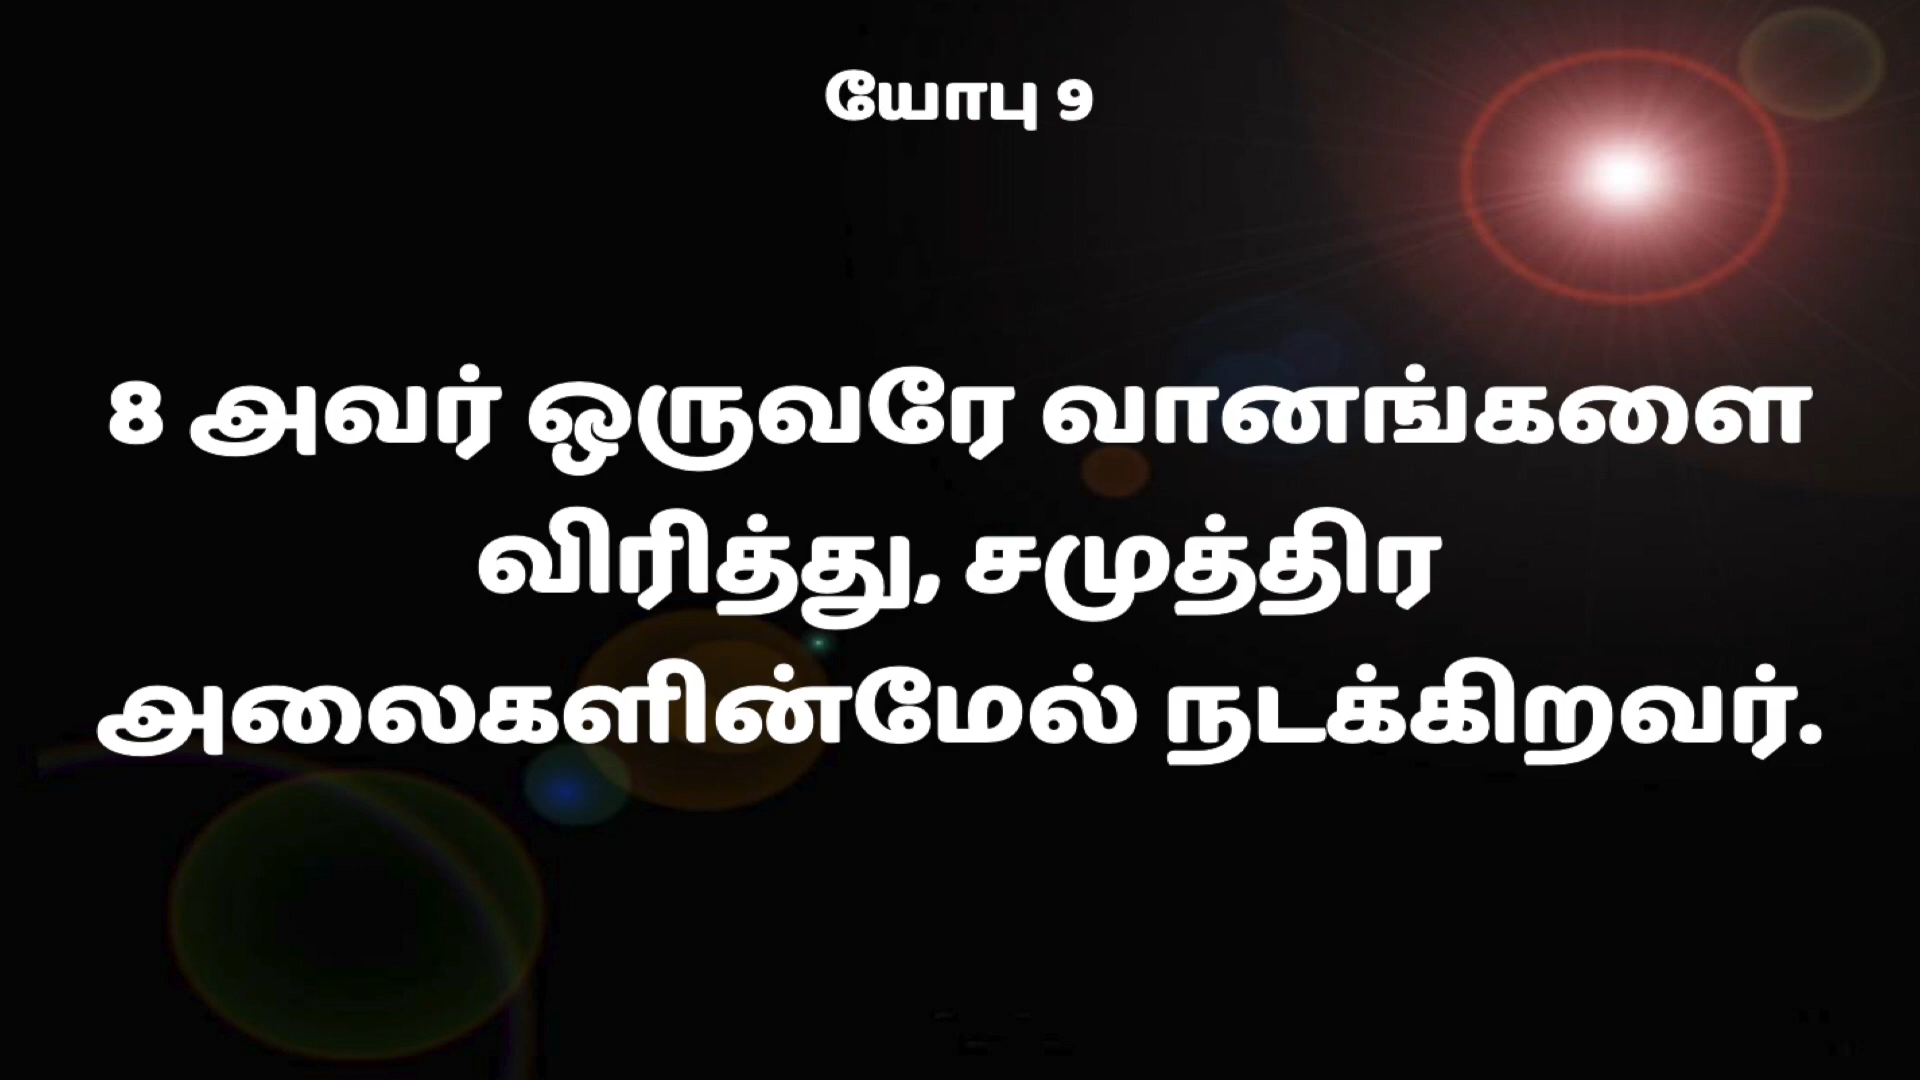 யோபு 9
8 அவர் ஒருவரே வானங்களை
விரித்து, சமுத்திர
அலைகளின்மேல் நடக்கிறவர்.